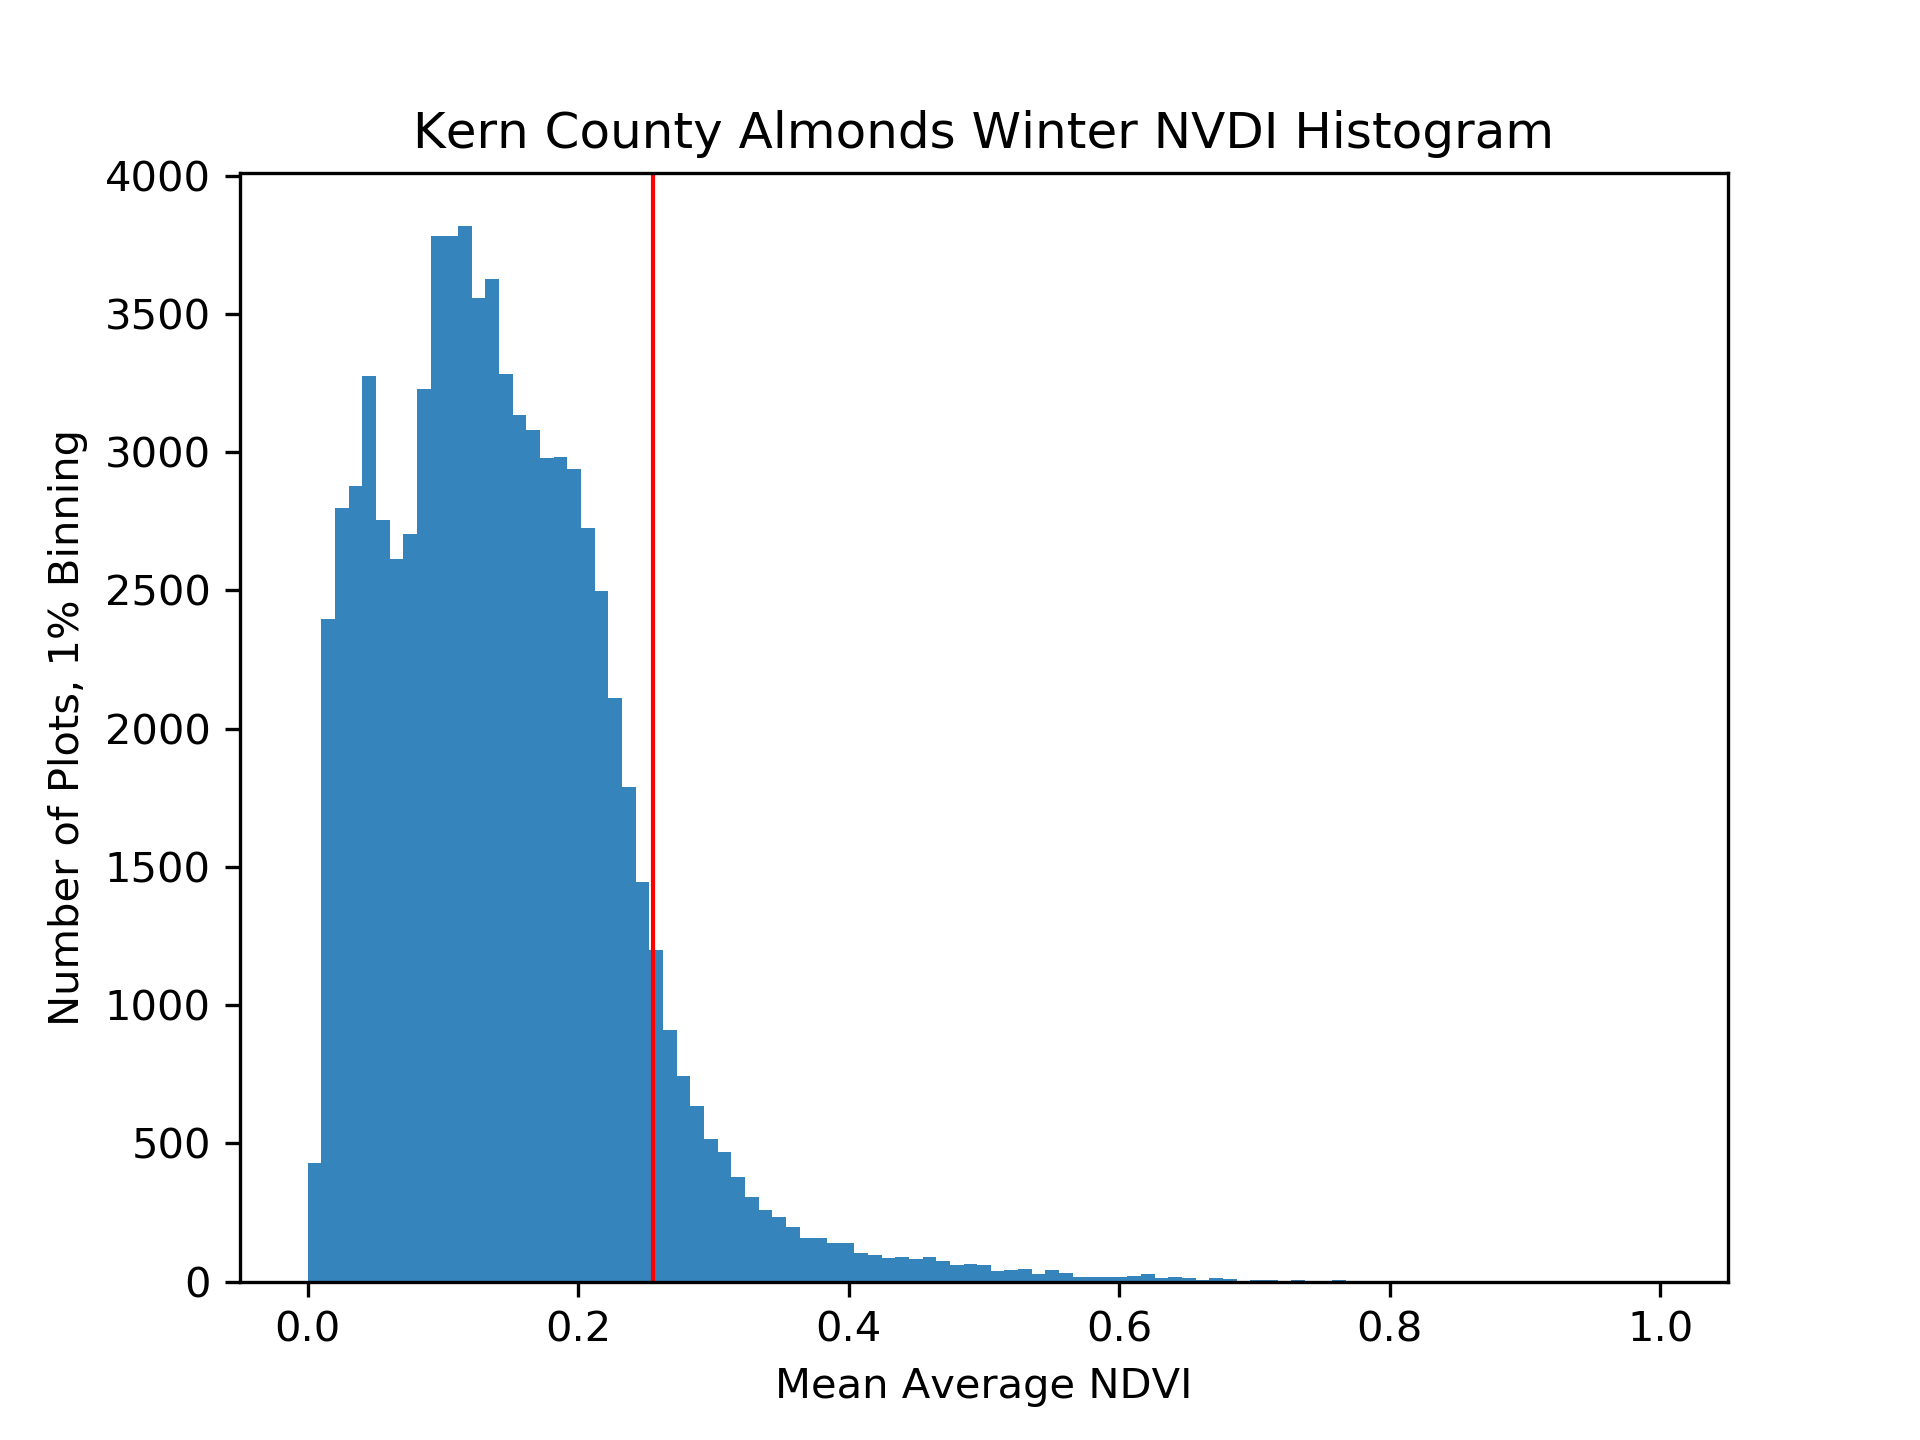 Kern County Almonds Winter NVDI Histogram
4000
3500
3000
2500
2000
1500
1000
500
0
Number of Plots, 1% Binning
0.0 0.2 0.4 0.6 0.8 1.0
Mean Average NDVI